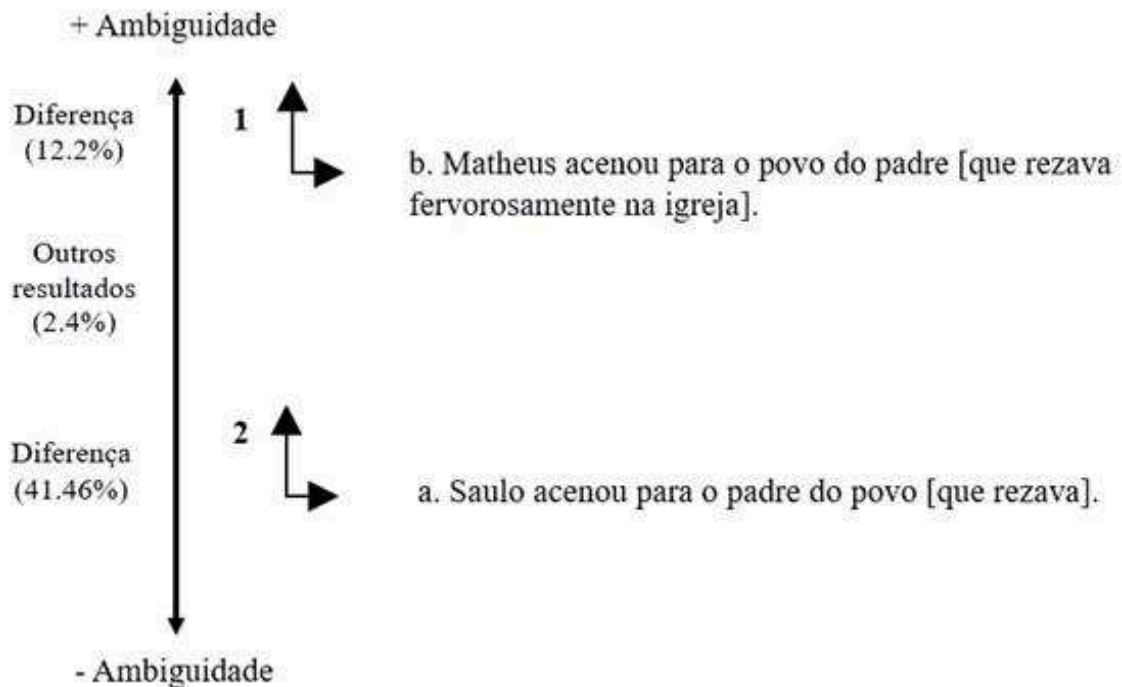 + Ambiguidade
Diferença
(12.2%)
1
b. Matheus acenou para o povo do padre [que rezava
fervorosamente na igreja].
Outros
resultados
(2.4%)
2
Diferença
(41.46%)
a. Saulo acenou para o padre do povo [que rezava].
- Ambiguidade